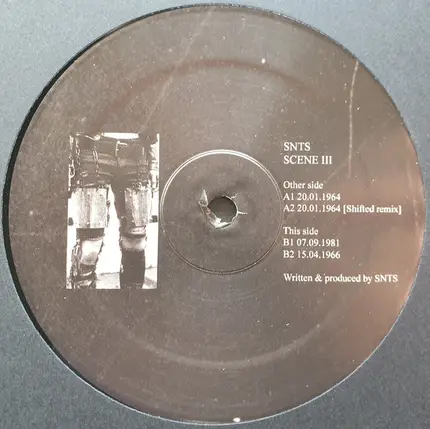 SNTS
SCENE III
Other side
A1 20.01.1964
A2 20.01.1964 [Shifted remix]
This side
B1 07.09.1981
B2 15.04.1966
Written & produced by SNTS